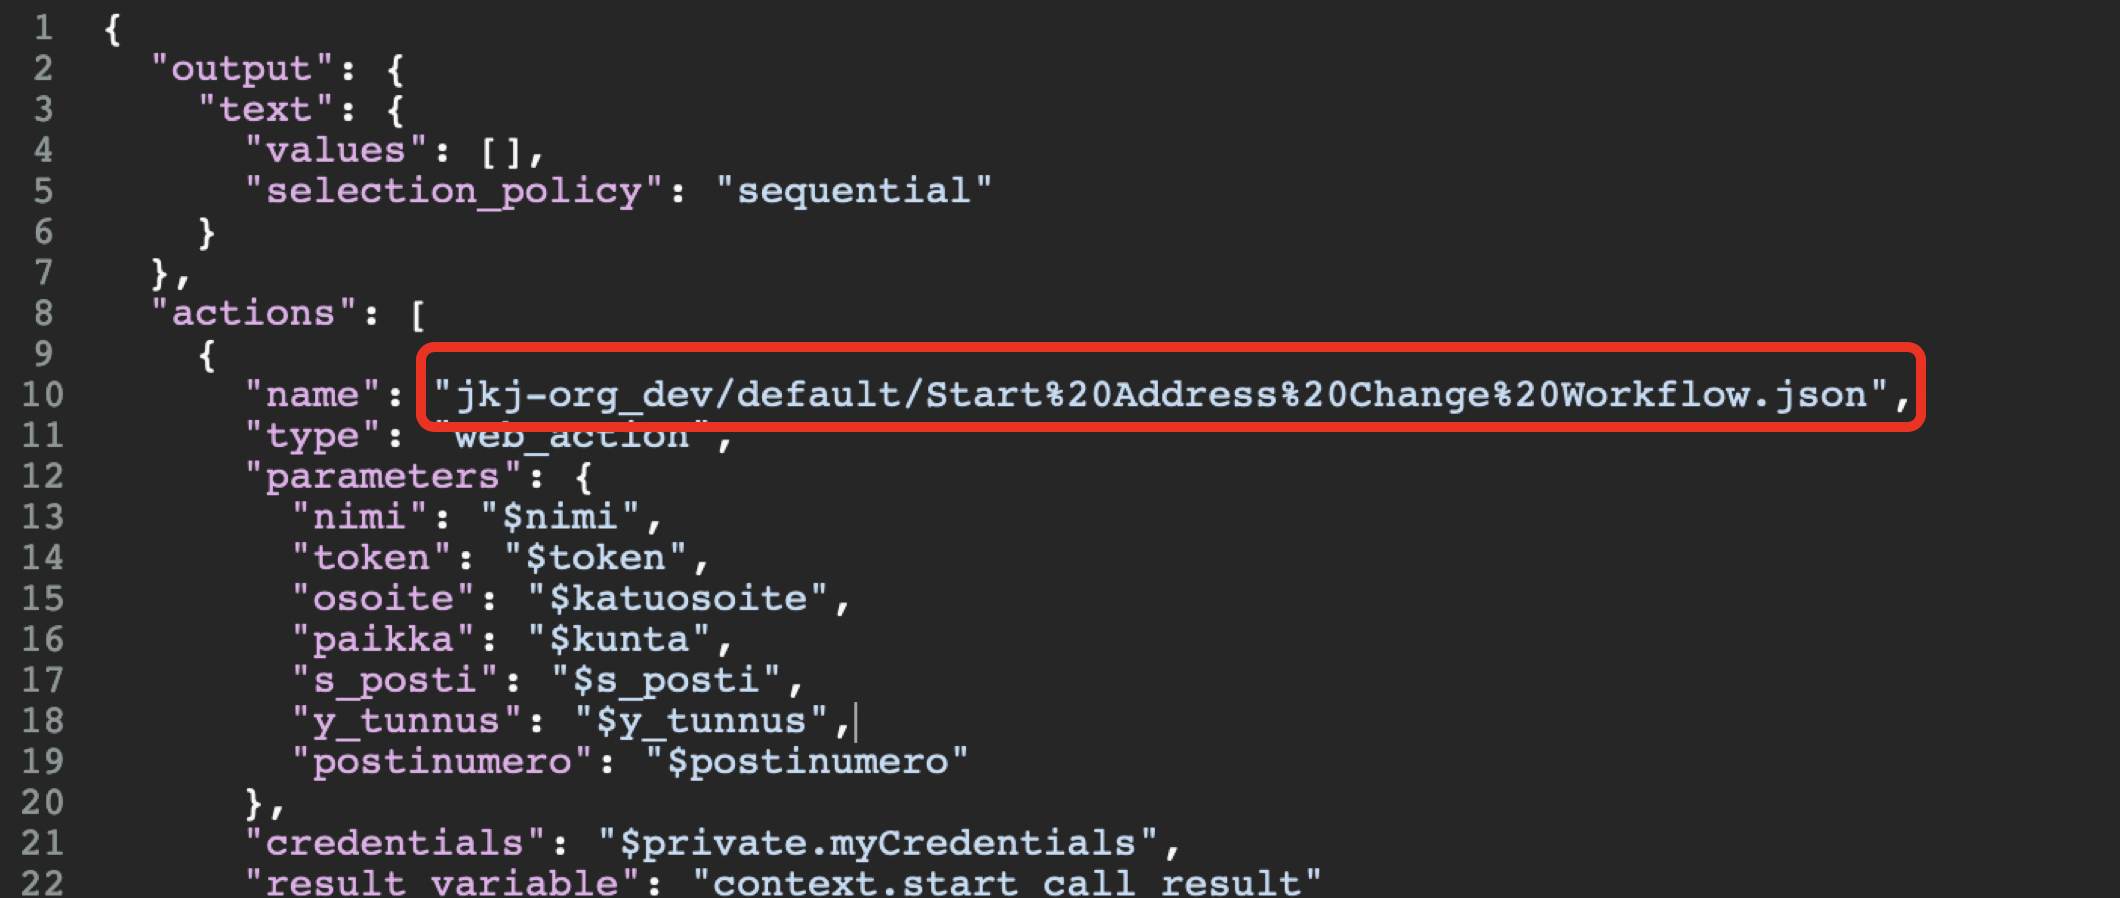 1 {
2 "output": {
3 "text": {
4 "values": [],
5 "selection_policy": "sequential"
6 }
7 },
8 "actions": [
9 {
10 "name": "jkj-org_dev/default/Start%20Address%20Change%20Workflow.json",
11 "type": "web_action",
12 "parameters": {
13 "nimi": "$nimi",
14 "token": "$token",
15 "osoite": "$katuosoite",
16 "paikka": "$kunta",
17 "s_posti": "$s_posti",
18 "y_tunnus": "$y_tunnus",
19 "postinumero": "$postinumero"
20 },
21 "credentials": "$private.myCredentials",
22 "result_variable": "context.start_call_result"